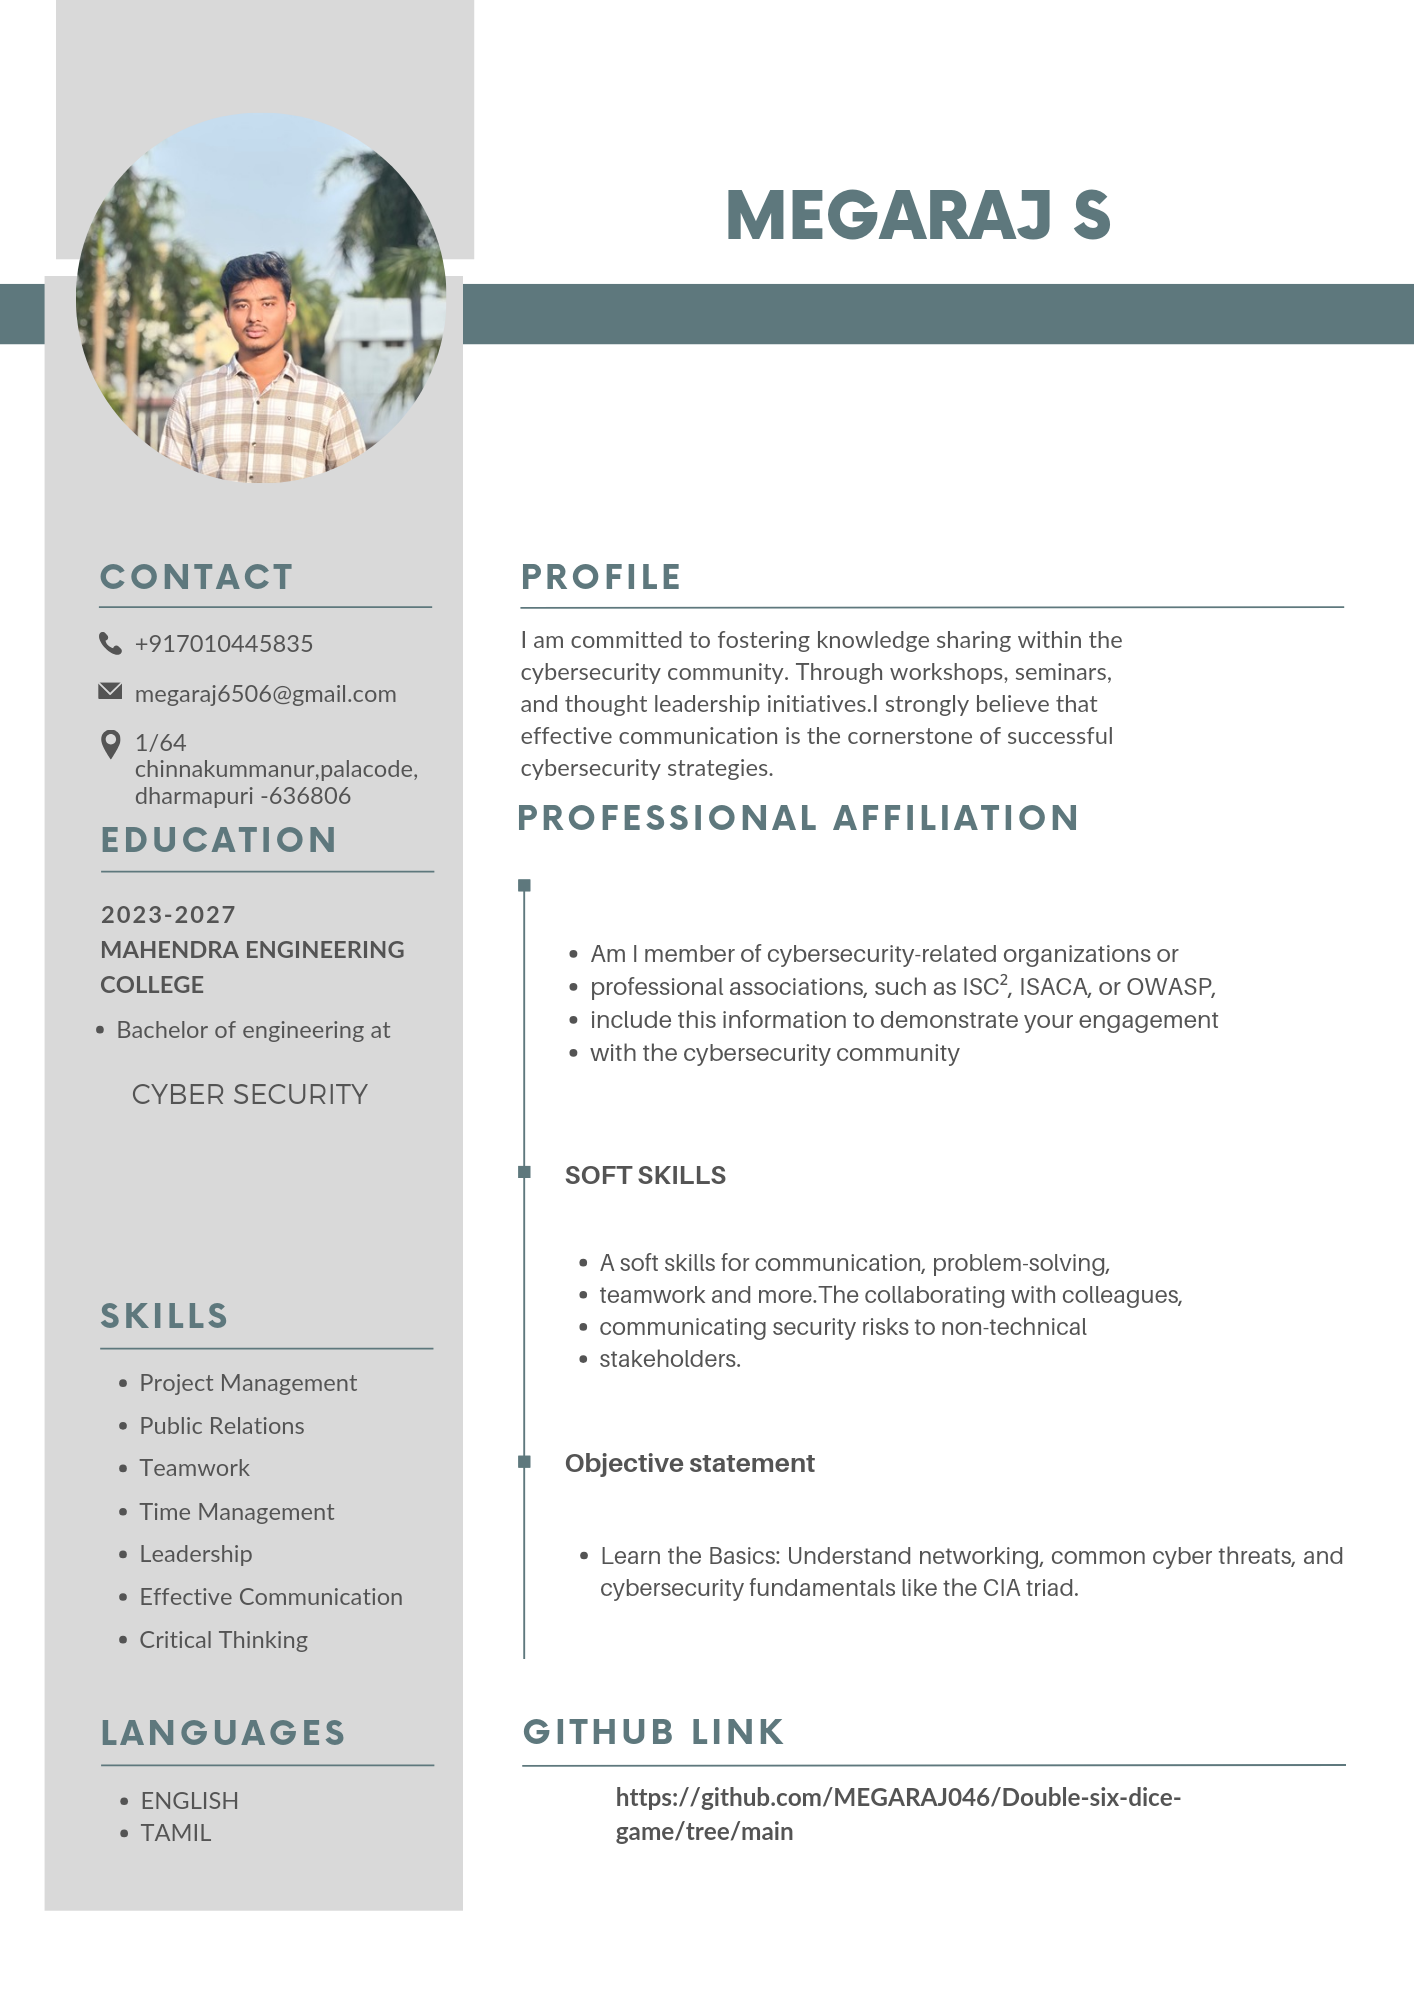 MEGARAJ S
CONTACT
+917010445835
megaraj6506@gmail.com
1/64
chinnakummanur,palacode,
dharmapuri -636806
EDUCATION
2023-2027
MAHENDRA ENGINEERING
COLLEGE
• Bachelor of engineering at
CYBER SECURITY
SKILLS
• Project Management
• Public Relations
• Teamwork
• Time Management
• Leadership
• Effective Communication
• Critical Thinking
LANGUAGES
• ENGLISH
• TAMIL
PROFILE
I am committed to fostering knowledge sharing within the
cybersecurity community. Through workshops, seminars,
and thought leadership initiatives.I strongly believe that
effective communication is the cornerstone of successful
cybersecurity strategies.
PROFESSIONAL AFFILIATION
• Am I member of cybersecurity-related organizations or
• professional associations, such as ISC², ISACA, or OWASP,
• include this information to demonstrate your engagement
• with the cybersecurity community
SOFT SKILLS
• A soft skills for communication, problem-solving,
• teamwork and more.The collaborating with colleagues,
• communicating security risks to non-technical
• stakeholders.
Objective statement
• Learn the Basics: Understand networking, common cyber threats, and
cybersecurity fundamentals like the CIA triad.
GITHUB LINK
https://github.com/MEGARAJ046/Double-six-dice-
game/tree/main